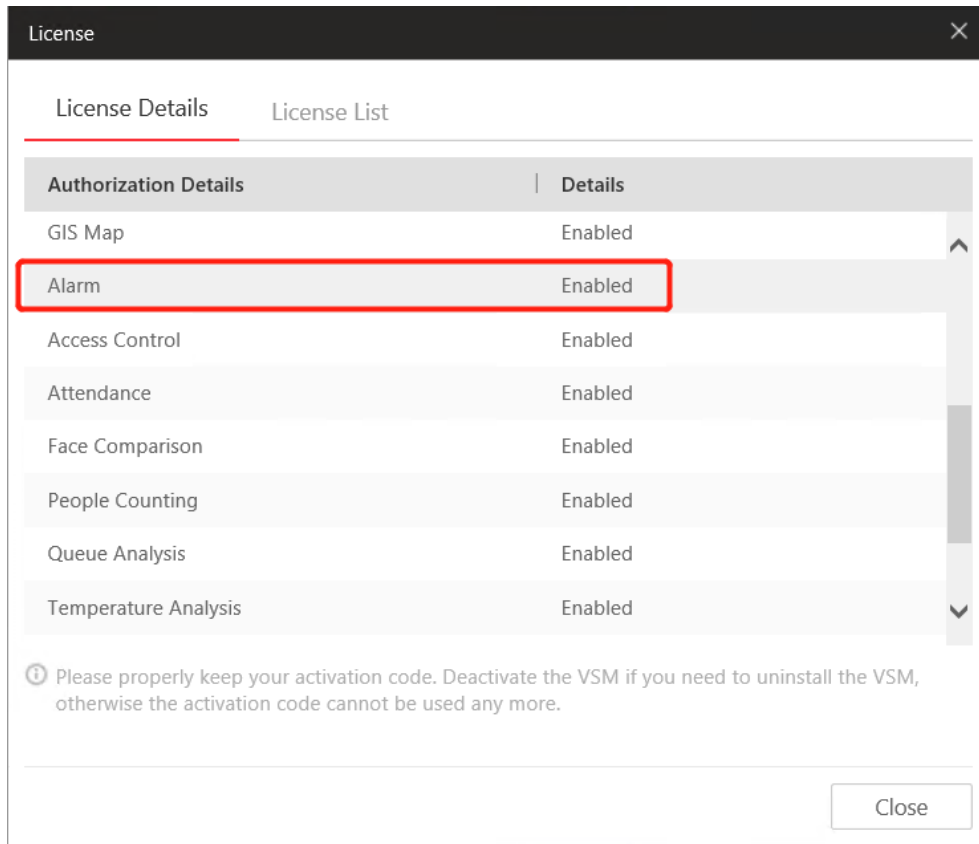 License
License Details License List
Authorization Details Details
GIS Map Enabled
Alarm Enabled
Access Control Enabled
Attendance Enabled
Face Comparison Enabled
People Counting Enabled
Queue Analysis Enabled
Temperature Analysis Enabled
Please properly keep your activation code. Deactivate the VSM if you need to uninstall the VSM,
otherwise the activation code cannot be used any more.
Close